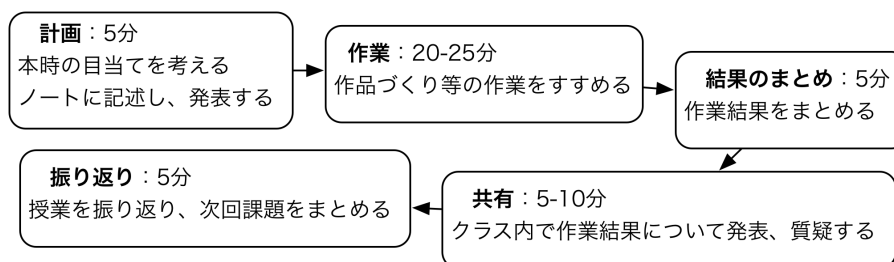 計画：5分
本時の目当てを考える
ノートに記述し、発表する
作業：20-25分
作品づくり等の作業をすすめる
結果のまとめ：5分
作業結果をまとめる
共有：5-10分
クラス内で作業結果について発表、質疑する
振り返り：5分
授業を振り返り、次回課題をまとめる